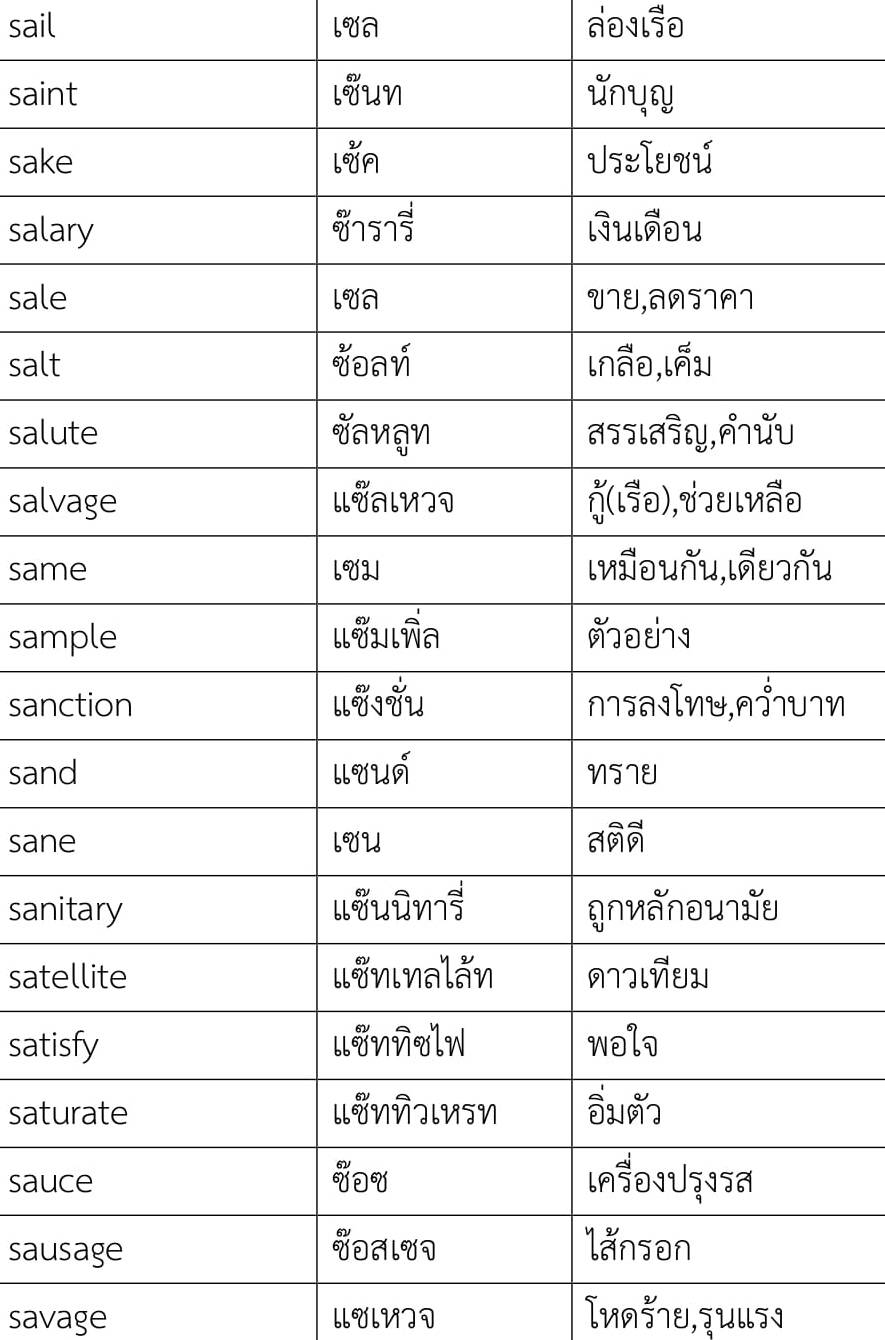 sail เซล ล่องเรือ
saint เซ๊นท นักบุญ
sake เซ้ค ประโยชน์
salary ซ๊ารารี่ เงินเดือน
sale เซล ขาย,ลดราคา
salt ซ้อลท์ เกลือ,เค็ม
salute ซัลหลูท สรรเสริญ,คำนับ
salvage แซ๊ลเหวจ กู้(เรือ),ช่วยเหลือ
same เซม เหมือนกัน,เดียวกัน
sample แซ๊มเพิ่ล ตัวอย่าง
sanction แซ๊งชั่น การลงโทษ,คว่ำบาท
sand แซนด์ ทราย
sane เซน สติดี
sanitary แซ๊นนิทารี่ ถูกหลักอนามัย
satellite แซ๊ทเทลไล้ท ดาวเทียม
satisfy แซ๊ททิซไฟ พอใจ
saturate แซ๊ททิวเหรท อิ่มตัว
sauce ซ๊อซ เครื่องปรุงรส
sausage ซ๊อสเซจ ไส้กรอก
savage แซเหวจ โหดร้าย,รุนแรง